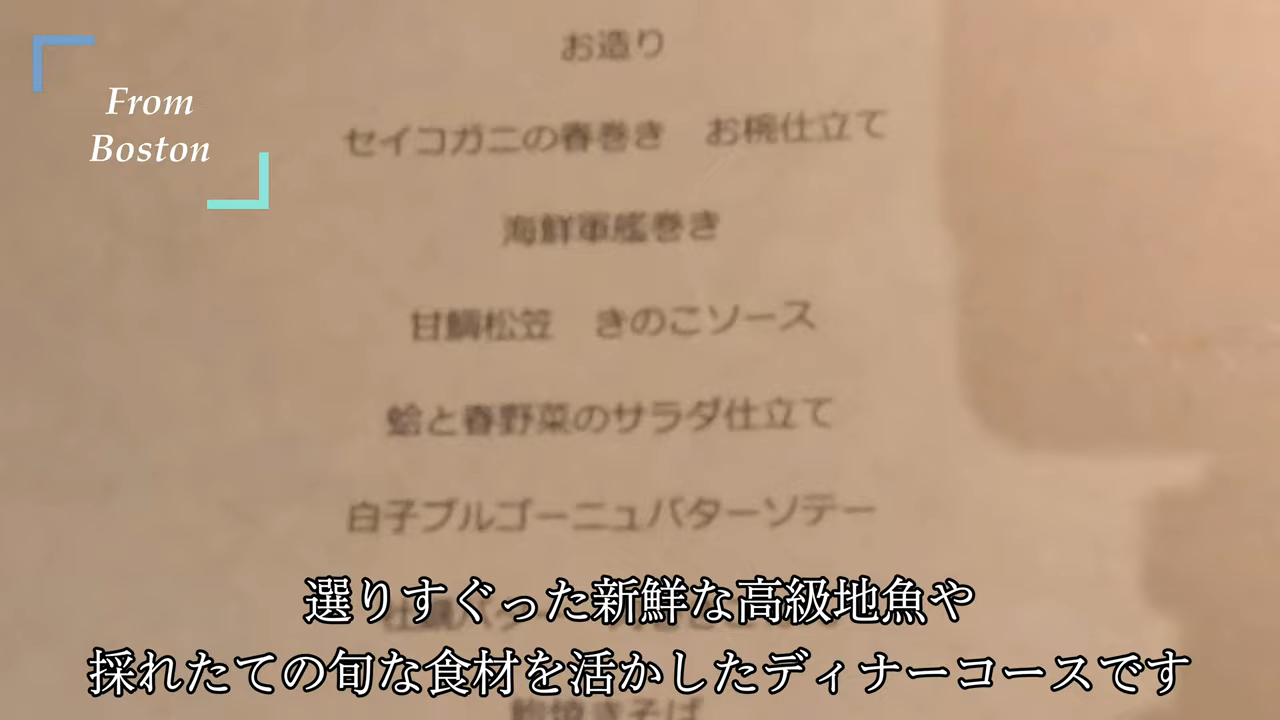 From
Boston
お造り
セイコガニの春巻き　お椀仕立て
海鮮軍艦巻き
甘鯛松笠　きのこソース
蛤と春野菜のサラダ仕立て
白子ブルゴーニュバターソテー
選りすぐった新鮮な高級地魚や
採れたての旬な食材を活かしたディナーコースです
焼きそば